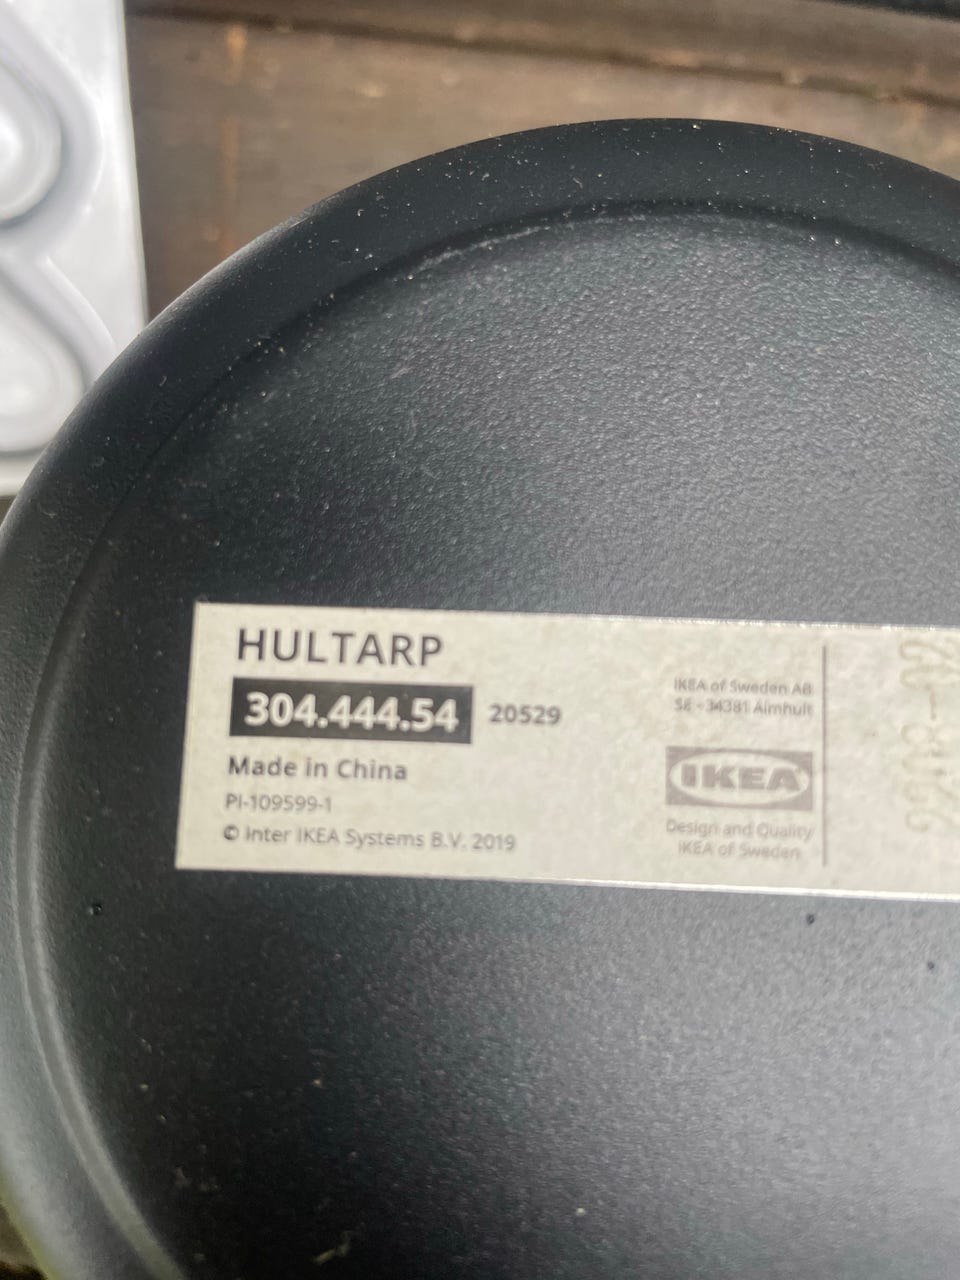 HULTARP
304.444.54 20529
Made in China
PI-109599-1
© Inter IKEA Systems B.V. 2019
IKEA of Sweden AB
SE - 34381 Älmhult
IKEA®
Design and Quality
IKEA of Sweden